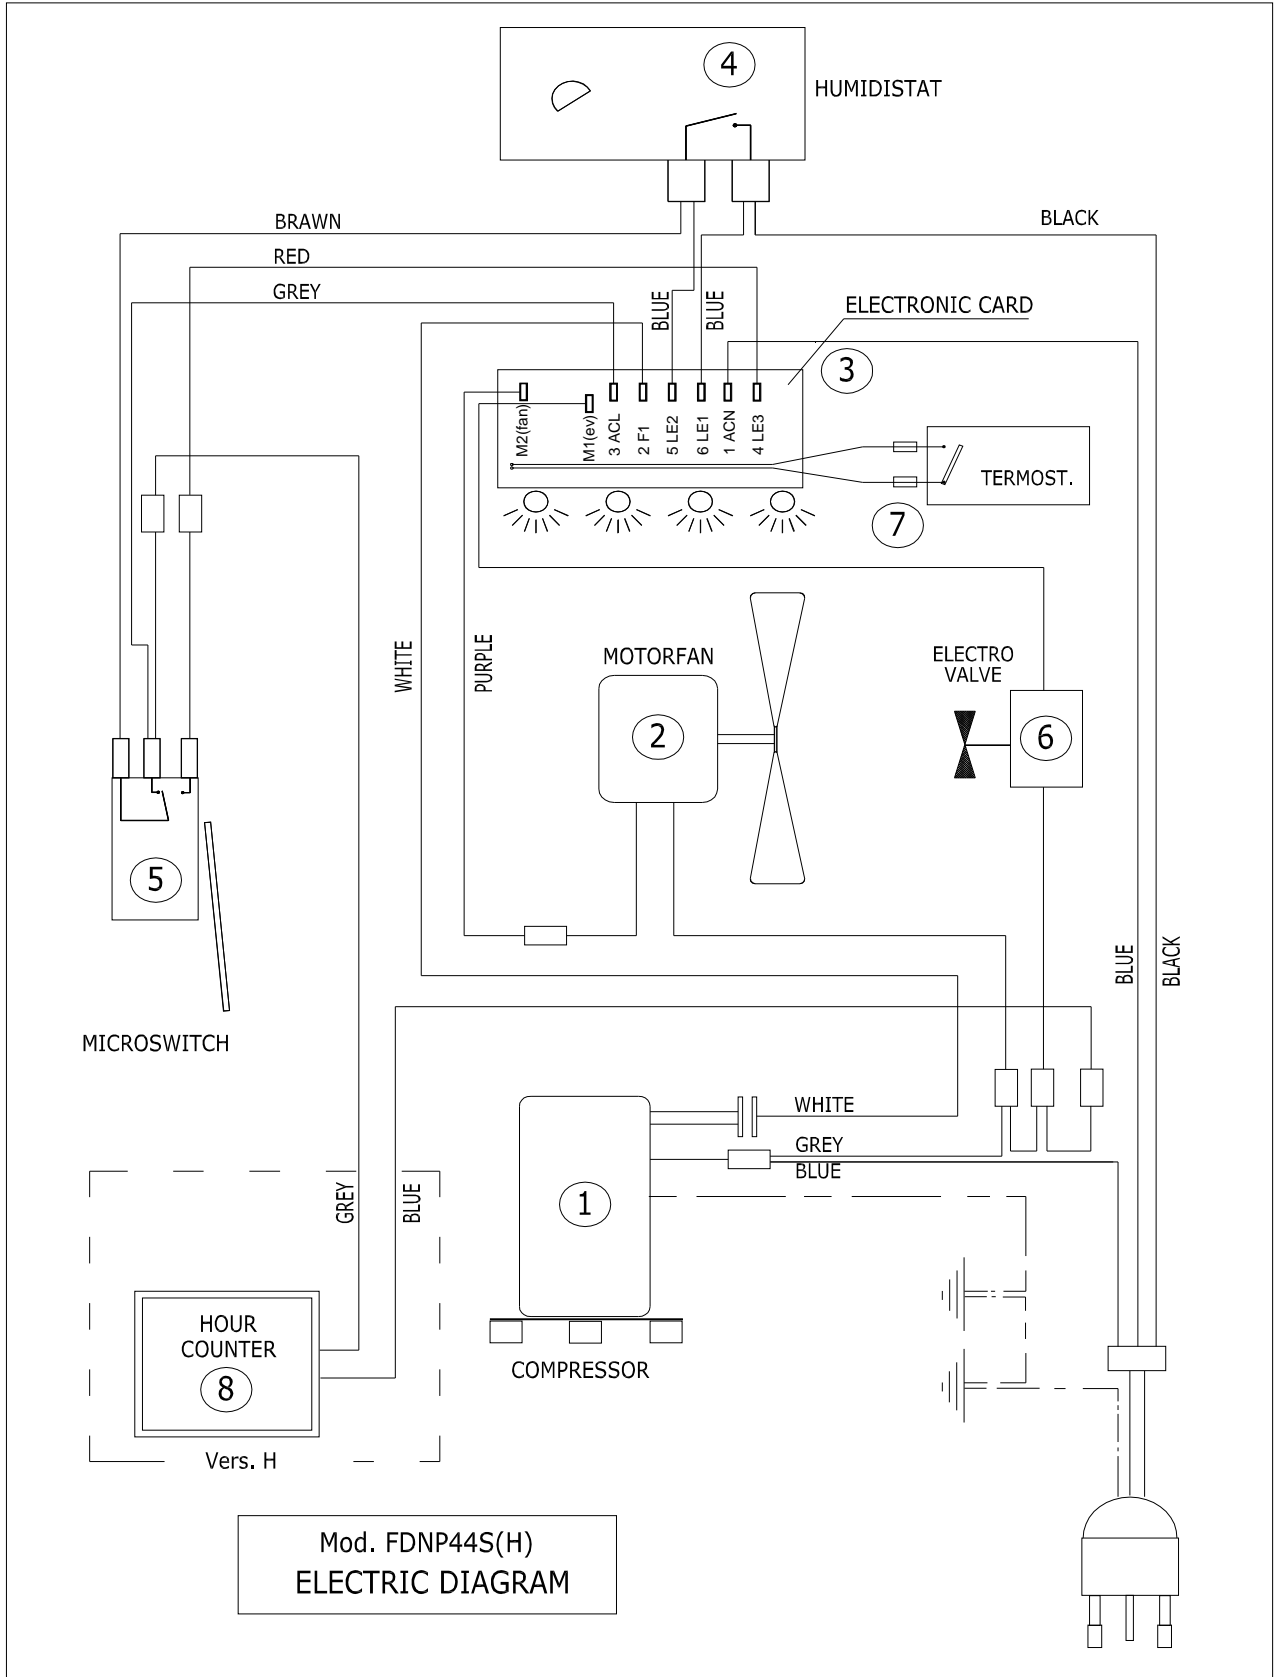 4
HUMIDISTAT
BRAWN
BLACK
RED
GREY
BLUE
BLUE
ELECTRONIC CARD
3
M2(fan)
M1(ev)
3 ACL
2 F1
5 LE2
6 LE1
1 ACN
4 LE3
TERMOST.
7
WHITE
PURPLE
MOTORFAN
ELECTRO
VALVE
2
6
5
BLUE
BLACK
MICROSWITCH
WHITE
GREY
BLUE
GREY
BLUE
1
HOUR
COUNTER
8
COMPRESSOR
Vers. H
Mod. FDNP44S(H)
ELECTRIC DIAGRAM